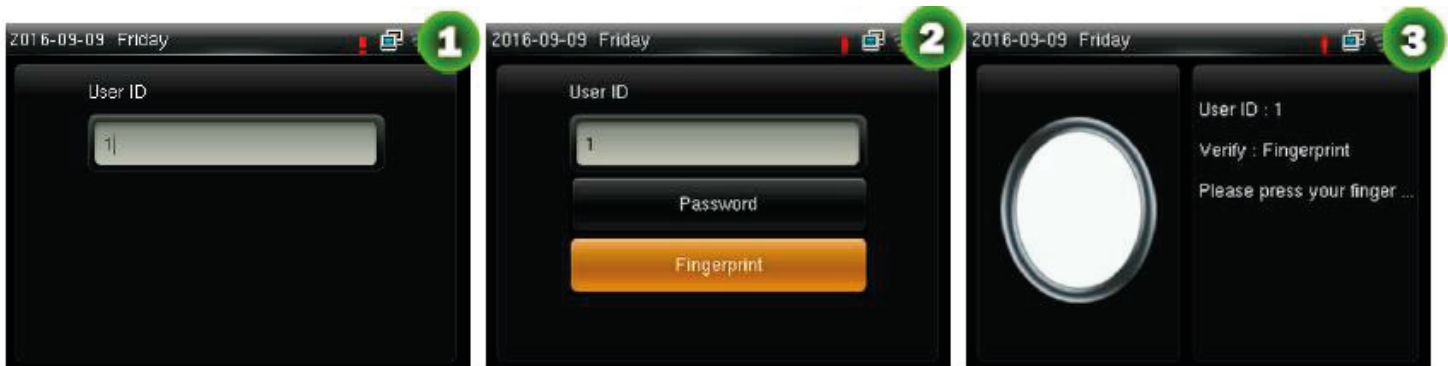 2016-09-09 Friday
1
User ID
1
2016-09-09 Friday
2
User ID
1
Password
Fingerprint
2016-09-09 Friday
3
User ID : 1
Verify : Fingerprint
Please press your finger ...